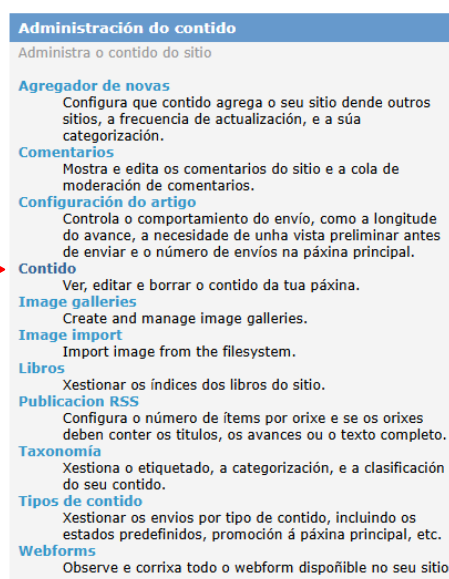 Administración do contido
Administra o contido do sitio
Agregador de novas
Configura que contido agrega o seu sitio dende outros
sitios, a frecuencia de actualización, e a súa
categorización.
Comentarios
Mostra e edita os comentarios do sitio e a cola de
moderación de comentarios.
Configuración do artigo
Controla o comportamento do envío, como a longitude
do avance, a necesidade de unha vista preliminar antes
de enviar e o número de envíos na páxina principal.
Contido
Ver, editar e borrar o contido da tua páxina.
Image galleries
Create and manage image galleries.
Image import
Import image from the filesystem.
Libros
Xestionar os índices dos libros do sitio.
Publicacion RSS
Configura o número de ítems por orixe e se os orixes
deben conter os titulos, os avances ou o texto completo.
Taxonomía
Xestiona o etiquetado, a categorización, e a clasificación
do seu contido.
Tipos de contido
Xestionar os envios por tipo de contido, incluindo os
estados predefinidos, promoción á páxina principal, etc.
Webforms
Observe e corrixa todo o webform dispoñible no seu sitio